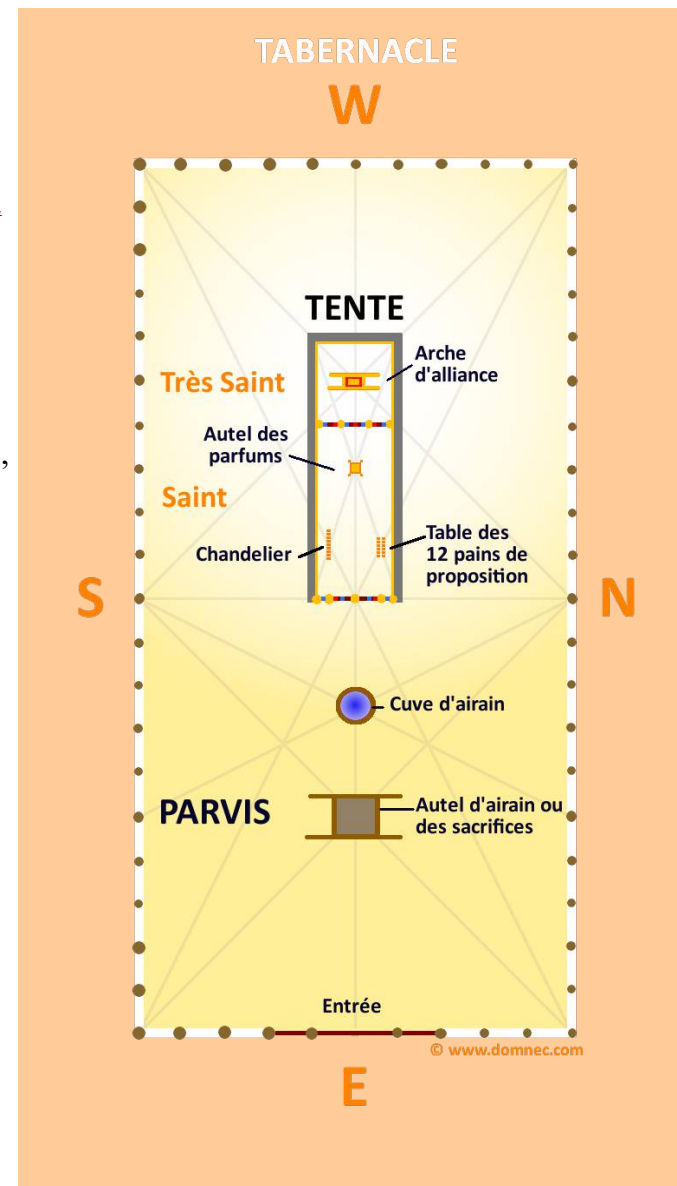 TABERNACLE
W
TENTE
Arche
d'alliance
Très Saint
Autel des
parfums
,
Saint
Chandelier
Table des
12 pains de
proposition
S
N
Cuve d'airain
PARVIS
Autel d'airain ou
des sacrifices
Entrée
© www.domnec.com
E